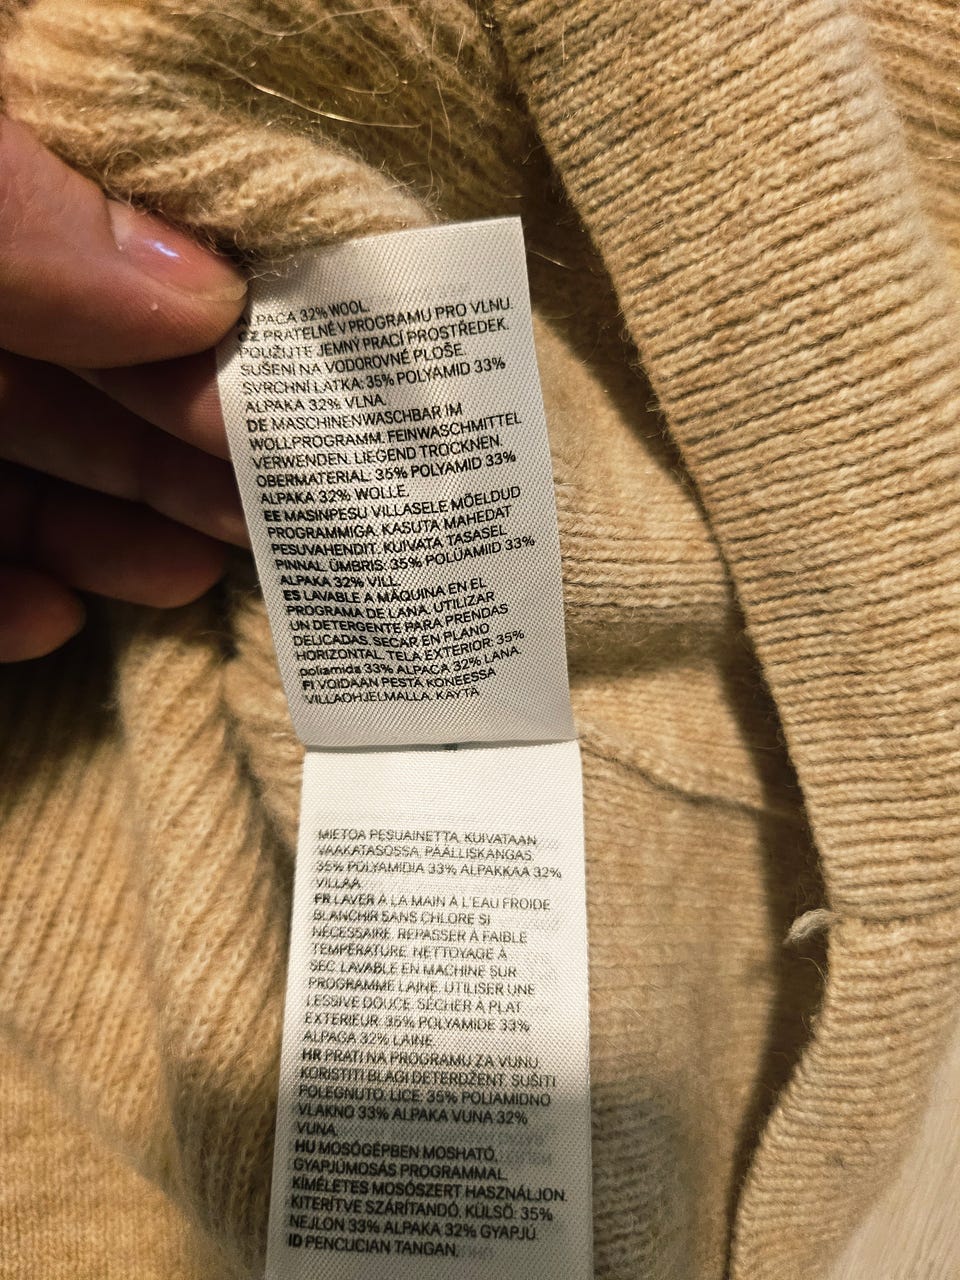 ALPACA 32% WOOL.
CZ PRATELNÉ V PROGRAMU PRO VLNU.
POUŽIJTE JEMNÝ PRACÍ PROSTŘEDEK.
SUŠENÍ NA VODOROVNÉ PLOŠE.
SVRCHNÍ LÁTKA: 35% POLYAMID 33%
ALPAKA 32% VLNA.
DE MASCHINENWASCHBAR IM
WOLLPROGRAMM. FEINWASCHMITTEL
VERWENDEN. LIEGEND TROCKNEN.
OBERMATERIAL: 35% POLYAMID 33%
ALPAKA 32% WOLLE.
EE MASINPESU VILLASELE MÕELDUD
PROGRAMMIGA. KASUTA MAHEDAT
PESUVAHENDIT. KUIVATA TASASEL
PINNAL. ÜMBRIS: 35% POLÜAMIID 33%
ALPAKA 32% VILL.
ES LAVABLE A MÁQUINA EN EL
PROGRAMA DE LANA. UTILIZAR
UN DETERGENTE PARA PRENDAS
DELICADAS. SECAR EN PLANO
HORIZONTAL. TELA EXTERIOR: 35%
poliamida 33% ALPACA 32% LANA.
FI VOIDAAN PESTÄ KONEESSA
VILLAOHJELMALLA. KÄYTÄ
MIETOA PESUAINETTA. KUIVATAAN
VAAKATASOSSA. PÄÄLLISKANGAS:
35% POLYAMIDIA 33% ALPAKKAA 32%
VILLAA.
FR LAVER À LA MAIN À L'EAU FROIDE
BLANCHIR SANS CHLORE SI
NÉCESSAIRE. REPASSER À FAIBLE
TEMPÉRATURE. NETTOYAGE À
SEC. LAVABLE EN MACHINE SUR
PROGRAMME LAINE. UTILISER UNE
LESSIVE DOUCE. SÉCHER À PLAT
EXTÉRIEUR: 35% POLYAMIDE 33%
ALPAGA 32% LAINE.
HR PRATI NA PROGRAMU ZA VUNU.
KORISTITI BLAGI DETERDŽENT. SUŠITI
POLEGNUTO. LICE: 35% POLIAMIDNO
VLAKNO 33% ALPAKA VUNA 32%
VUNA.
HU MOSÓGÉPBEN MOSHATÓ,
GYAPJÚMOSÁS PROGRAMMAL.
KÍMÉLETES MOSÓSZERT HASZNÁLJON.
KITERÍTVE SZÁRÍTANDÓ. KÜLSŐ: 35%
NEJLON 33% ALPAKA 32% GYAPJÚ.
ID PENCUCIAN TANGAN.